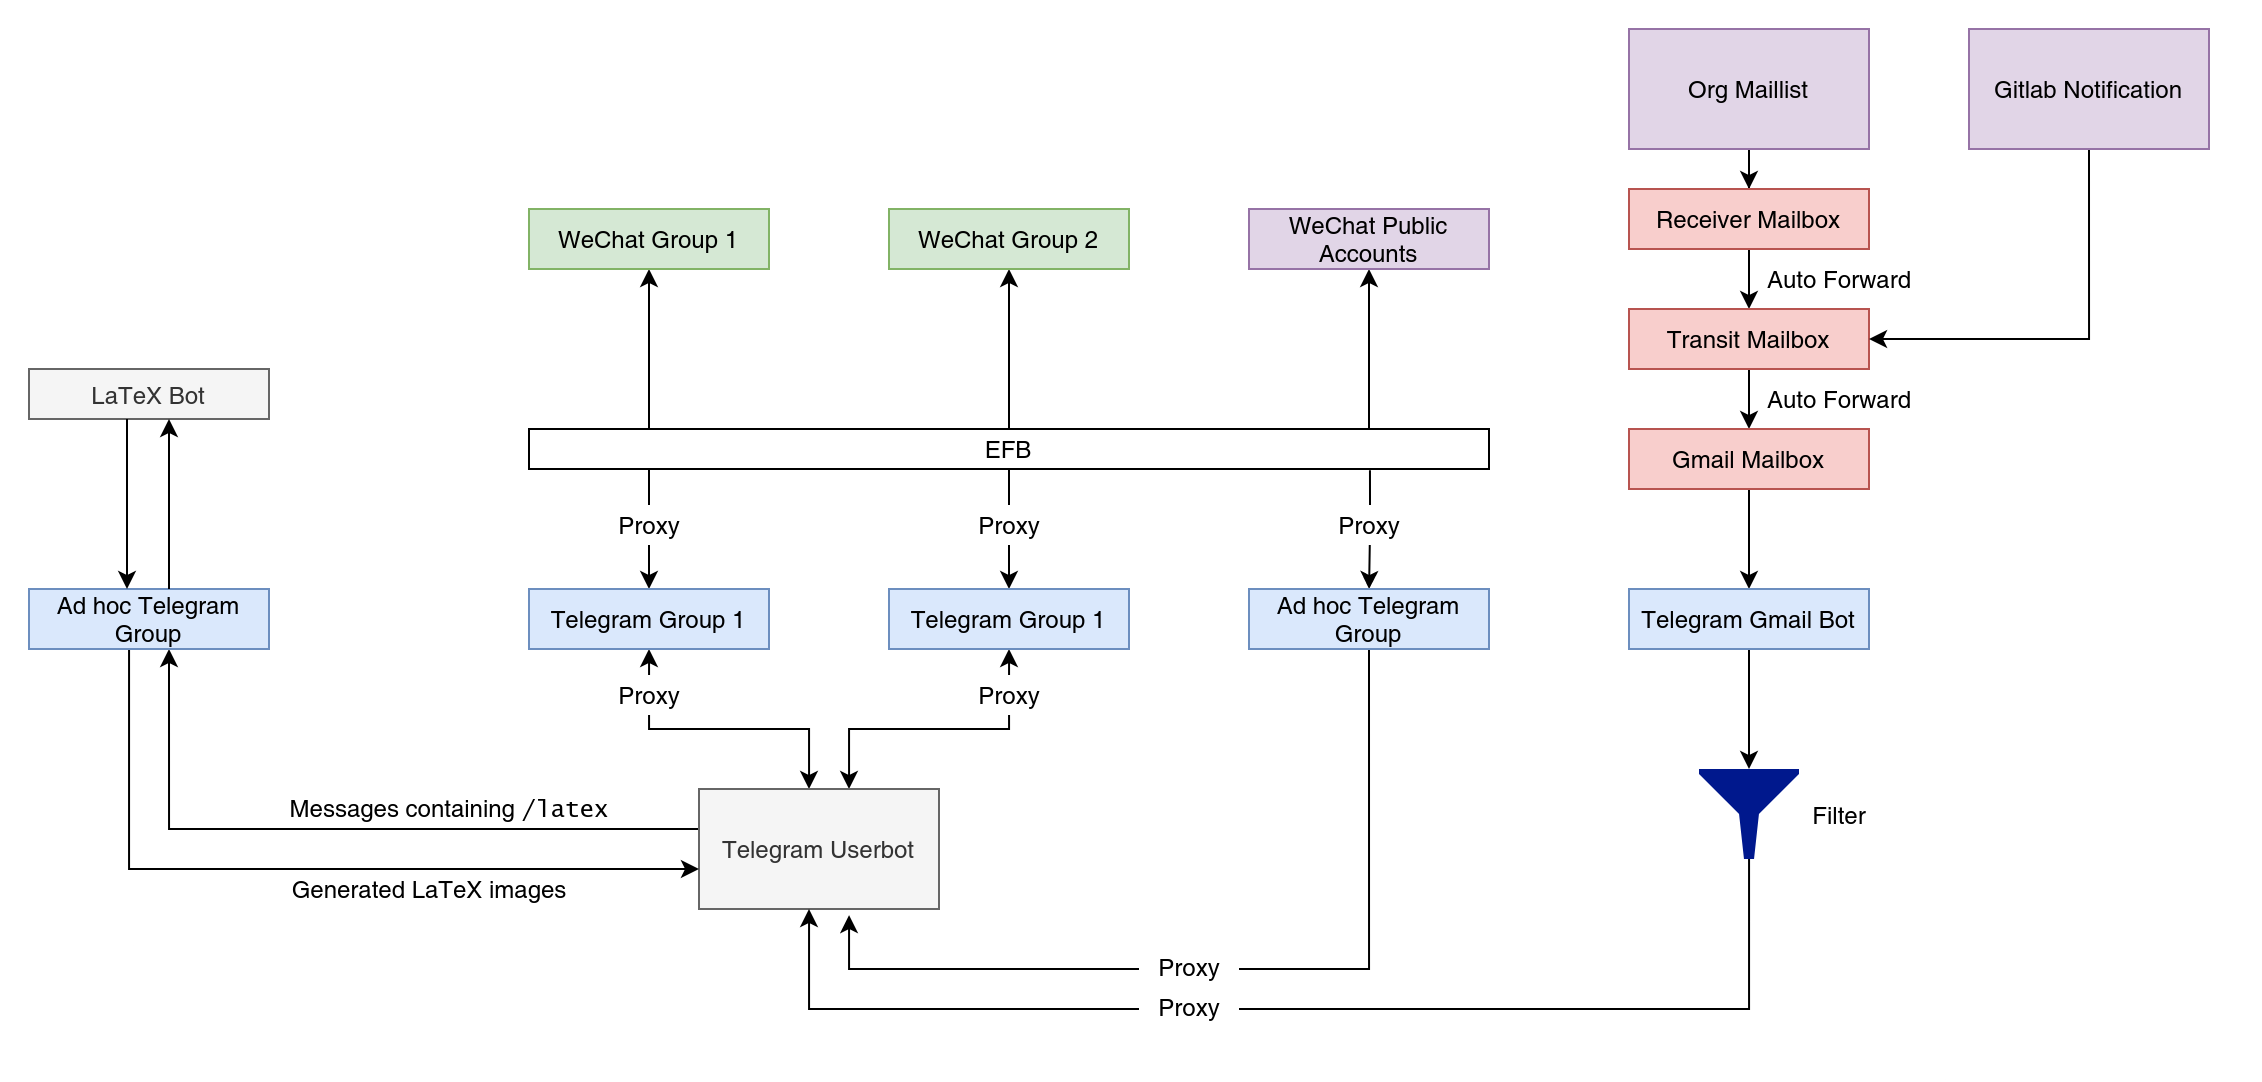 Org Maillist
Gitlab Notification
WeChat Group 1
WeChat Group 2
WeChat Public
Accounts
Receiver Mailbox
Auto Forward
Transit Mailbox
LaTeX Bot
Auto Forward
EFB
Gmail Mailbox
Proxy
Proxy
Proxy
Ad hoc Telegram
Group
Telegram Group 1
Telegram Group 1
Ad hoc Telegram
Group
Telegram Gmail Bot
Proxy
Proxy
Messages containing /latex
Filter
Telegram Userbot
Generated LaTeX images
Proxy
Proxy